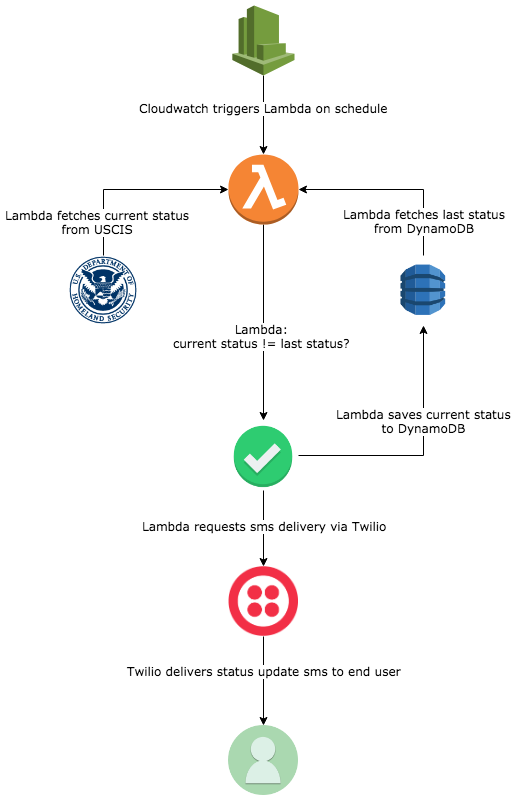 Cloudwatch triggers Lambda on schedule
Lambda fetches current status
from USCIS
Lambda fetches last status
from DynamoDB
U.S. DEPARTMENT OF
HOMELAND SECURITY
Lambda:
current status != last status?
Lambda saves current status
to DynamoDB
Lambda requests sms delivery via Twilio
Twilio delivers status update sms to end user